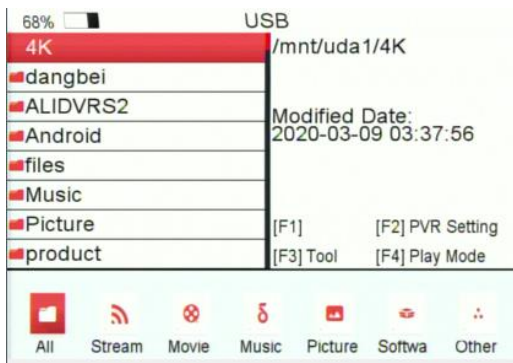 68% USB
4K
dangbei
ALIDVRS2
Android
files
Music
Picture
product
/mnt/uda1/4K
Modified Date:
2020-03-09 03:37:56
[F1] [F2] PVR Setting
[F3] Tool [F4] Play Mode
All Stream Movie Music Picture Softwa Other